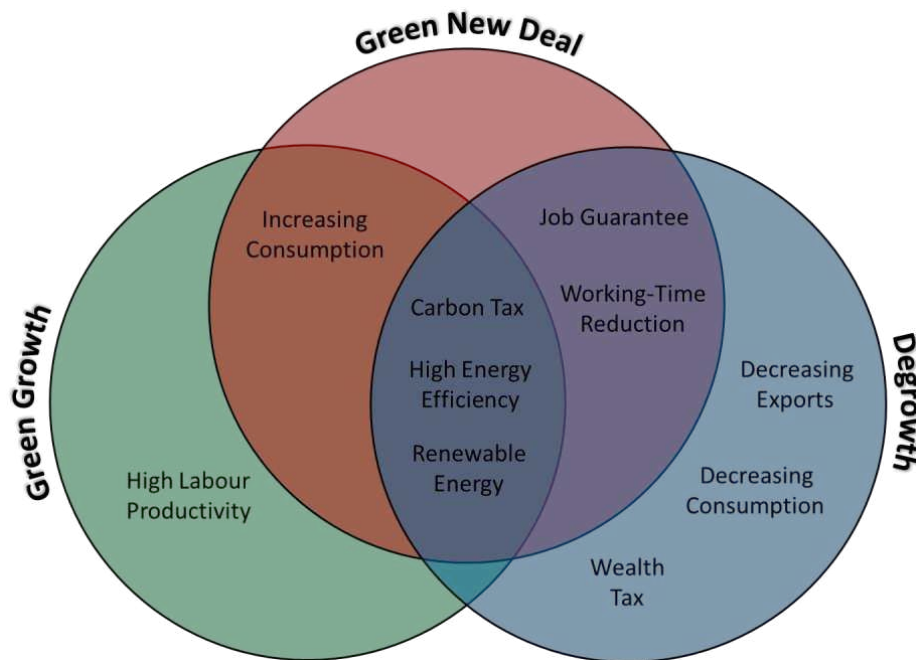 Green New Deal
Green Growth
Degrowth
Increasing
Consumption
Job Guarantee
Carbon Tax
Working-Time
Reduction
High Energy
Efficiency
Decreasing
Exports
Renewable
Energy
High Labour
Productivity
Decreasing
Consumption
Wealth
Tax